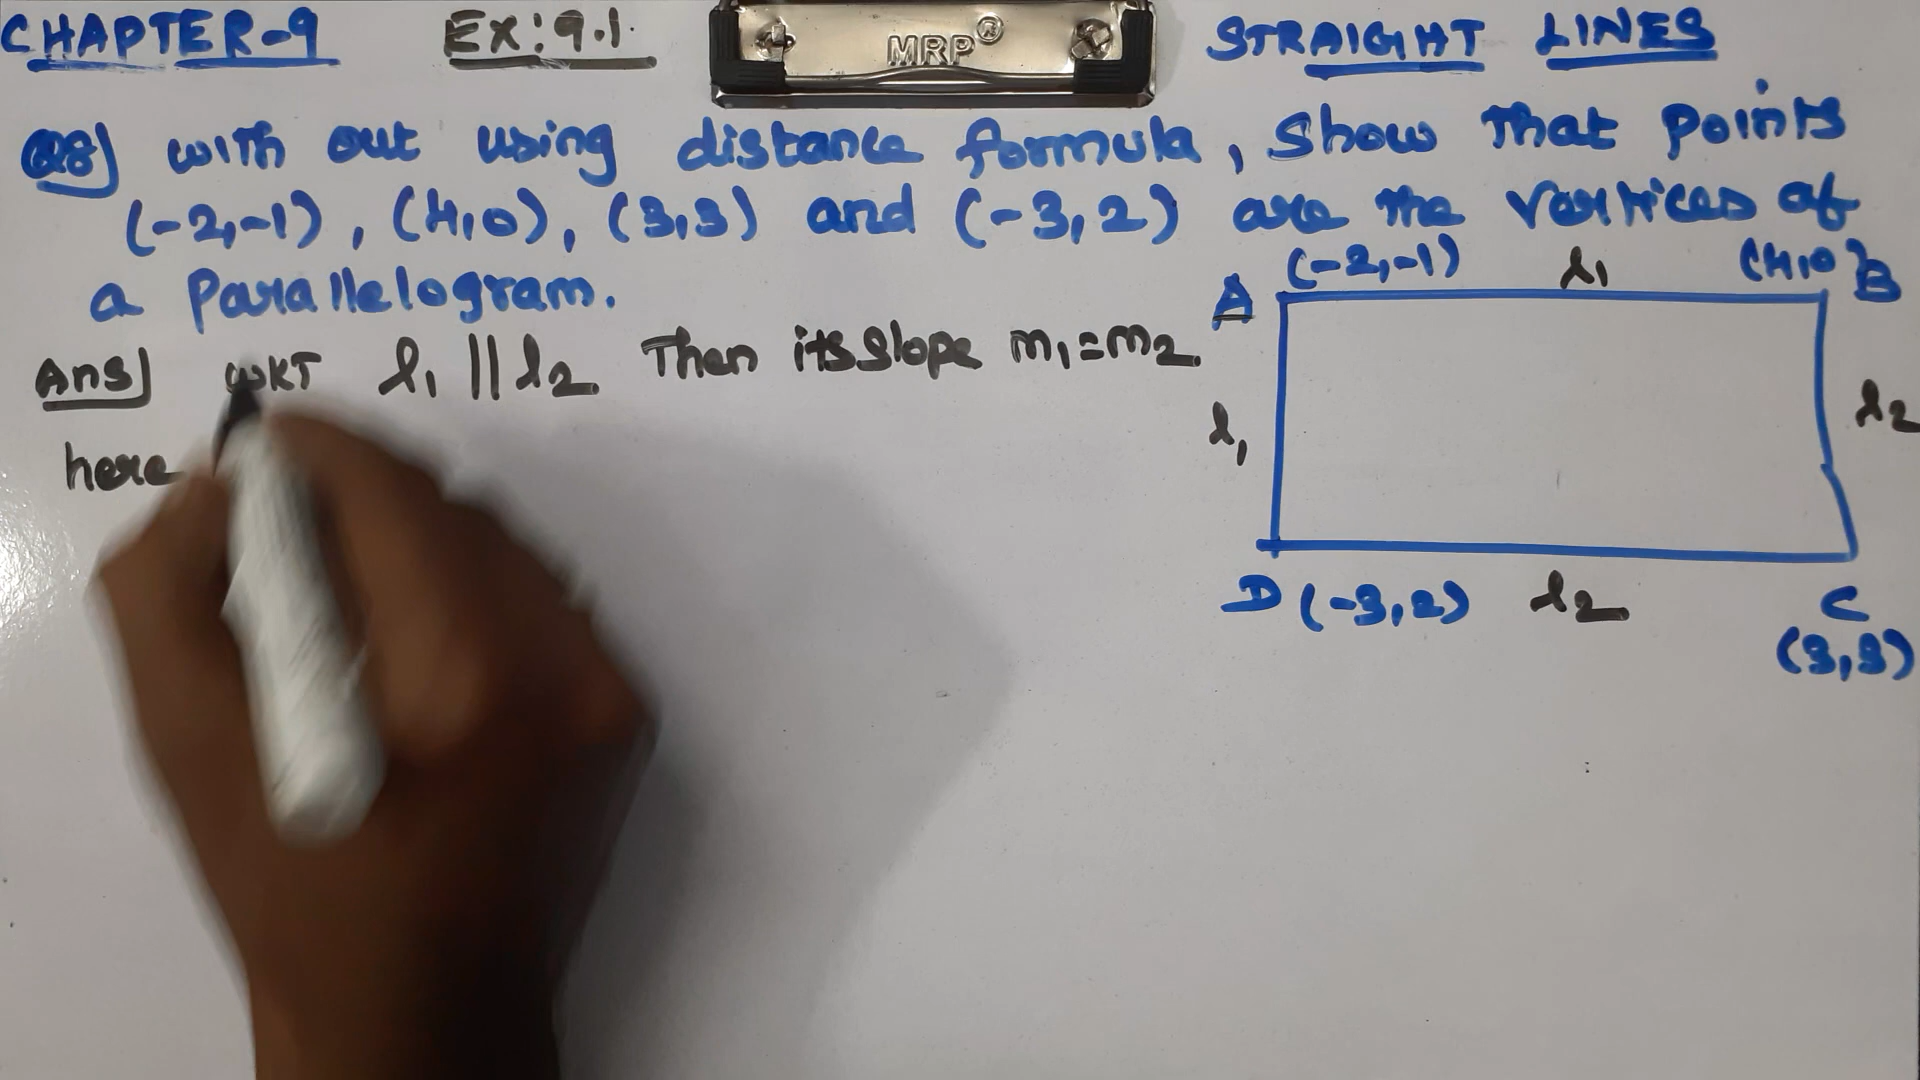 CHAPTER-9 EX:9.1. MRP® STRAIGHT LINES
Q8) with out using distance formula, Show that points
(-2,-1), (4,0), (3,3) and (-3,2) are the vertices of
a Parallelogram.
A (-2,-1) l1 (4,0) B
Ans) WKT l1 || l2 Then its slope m1=m2.
l1 l2
here
D (-3,2) l2 C
(3,3)